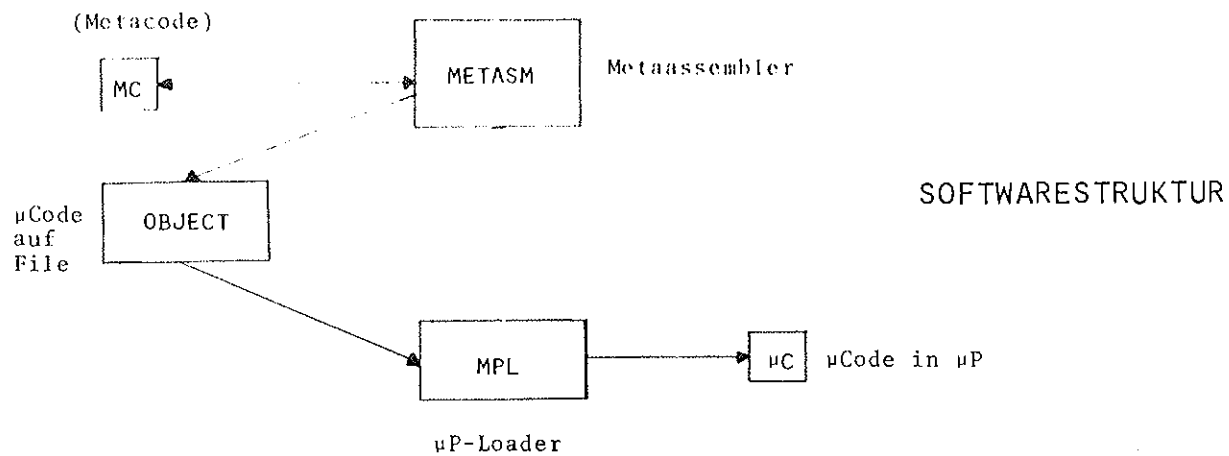 (Metacode)
MC
METASM
Metaassembler
SOFTWARESTRUKTUR
µCode
auf
File
OBJECT
MPL
µC
µCode in µP
µP-Loader